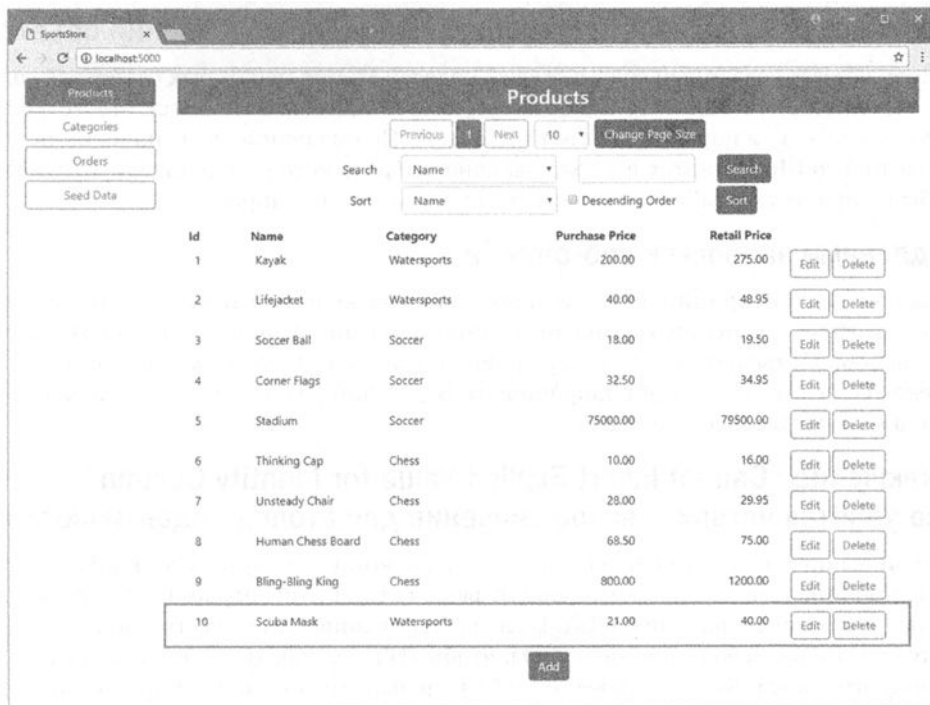 SportsStore
localhost:5000
Products
Categories
Orders
Seed Data
Products
Previous 1 Next 10 Change Page Size
Search Name Search
Sort Name Descending Order Sort
Id Name Category Purchase Price Retail Price
1 Kayak Watersports 200.00 275.00 Edit Delete
2 Lifejacket Watersports 40.00 48.95 Edit Delete
3 Soccer Ball Soccer 18.00 19.50 Edit Delete
4 Corner Flags Soccer 32.50 34.95 Edit Delete
5 Stadium Soccer 75000.00 79500.00 Edit Delete
6 Thinking Cap Chess 10.00 16.00 Edit Delete
7 Unsteady Chair Chess 28.00 29.95 Edit Delete
8 Human Chess Board Chess 68.50 75.00 Edit Delete
9 Bling-Bling King Chess 800.00 1200.00 Edit Delete
10 Scuba Mask Watersports 21.00 40.00 Edit Delete
Add